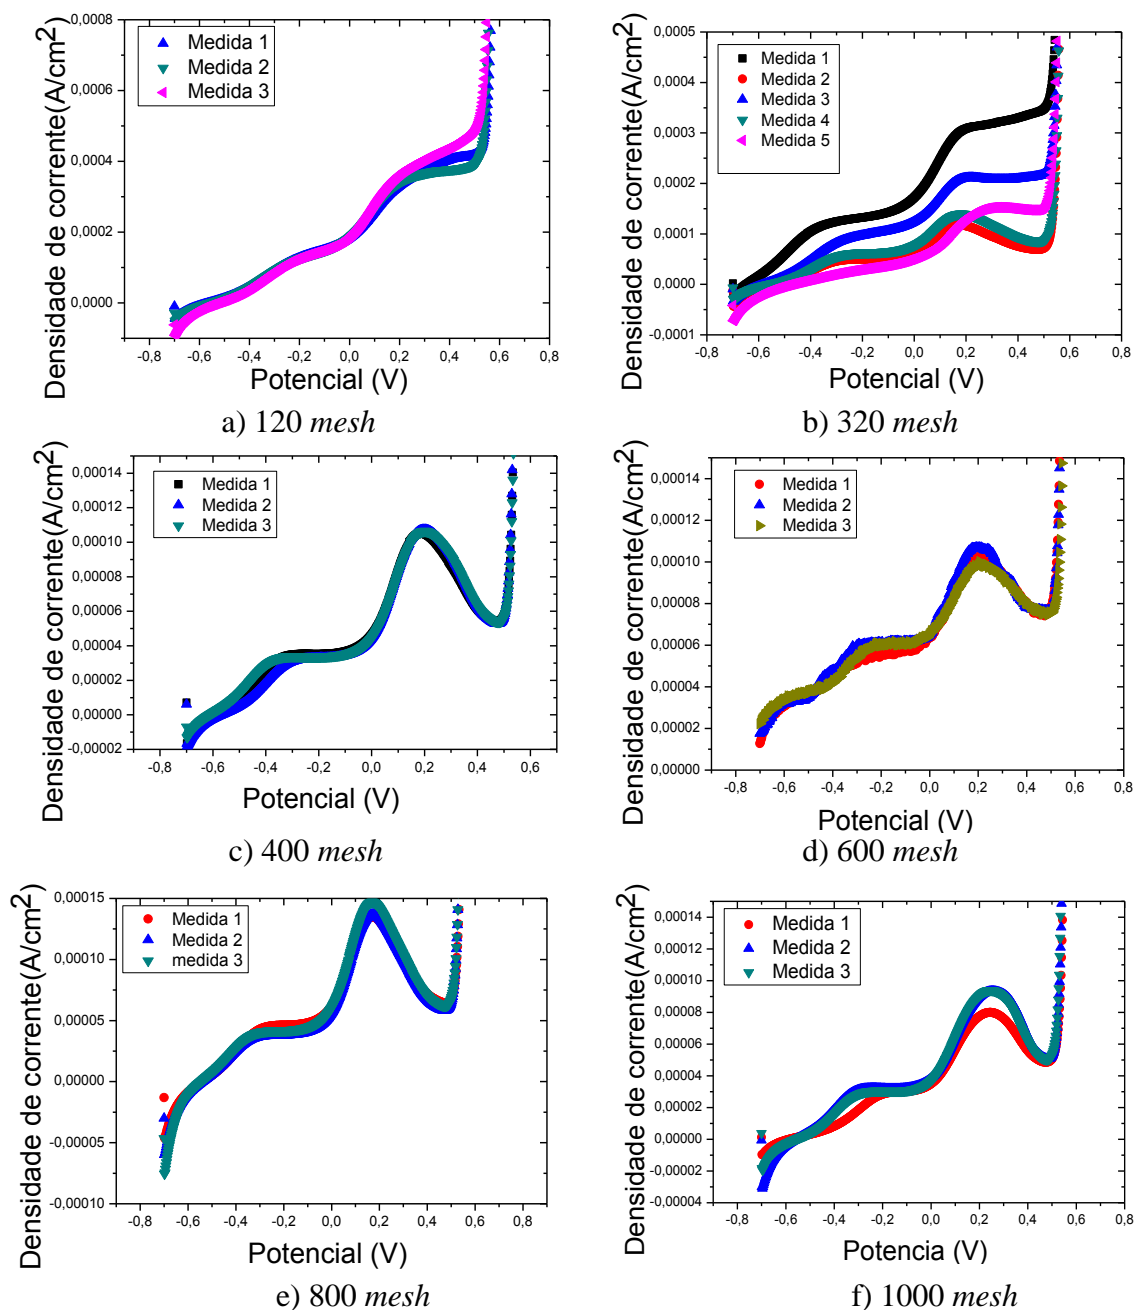 Densidade de corrente(A/cm2)
0,0008
0,0006
0,0004
0,0002
0,0000
Medida 1
Medida 2
Medida 3
-0,8 -0,6 -0,4 -0,2 0,0 0,2 0,4 0,6 0,8
Potencial (V)
a) 120 mesh
Densidade de corrente(A/cm2)
0,0005
0,0004
0,0003
0,0002
0,0001
0,0000
-0,0001
Medida 1
Medida 2
Medida 3
Medida 4
Medida 5
-0,8 -0,6 -0,4 -0,2 0,0 0,2 0,4 0,6 0,8
Potencial (V)
b) 320 mesh
Densidade de corrente(A/cm2)
0,00014
0,00012
0,00010
0,00008
0,00006
0,00004
0,00002
0,00000
-0,00002
Medida 1
Medida 2
Medida 3
-0,8 -0,6 -0,4 -0,2 0,0 0,2 0,4 0,6
Potencial (V)
c) 400 mesh
Densidade de corrente(A/cm2)
0,00014
0,00012
0,00010
0,00008
0,00006
0,00004
0,00002
0,00000
Medida 1
Medida 2
Medida 3
-0,8 -0,6 -0,4 -0,2 0,0 0,2 0,4 0,6 0,8
Potencial (V)
d) 600 mesh
Densidade de corrente(A/cm2)
0,00015
0,00010
0,00005
0,00000
-0,00005
-0,00010
Medida 1
Medida 2
medida 3
-0,8 -0,6 -0,4 -0,2 0,0 0,2 0,4 0,6 0,8
Potencial (V)
e) 800 mesh
Densidade de corrente(A/cm2)
0,00014
0,00012
0,00010
0,00008
0,00006
0,00004
0,00002
0,00000
-0,00002
-0,00004
Medida 1
Medida 2
Medida 3
-0,8 -0,6 -0,4 -0,2 0,0 0,2 0,4 0,6 0,8
Potencia (V)
f) 1000 mesh